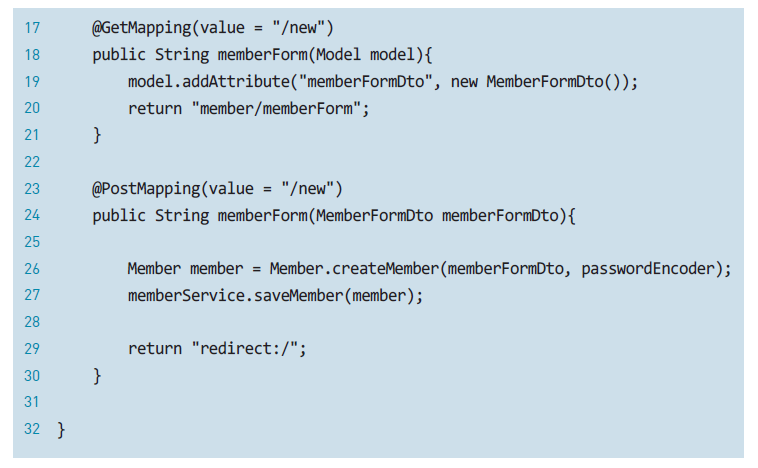 17 @GetMapping(value = "/new")
18 public String memberForm(Model model){
19 model.addAttribute("memberFormDto", new MemberFormDto());
20 return "member/memberForm";
21 }
22
23 @PostMapping(value = "/new")
24 public String memberForm(MemberFormDto memberFormDto){
25
26 Member member = Member.createMember(memberFormDto, passwordEncoder);
27 memberService.saveMember(member);
28
29 return "redirect:/";
30 }
31
32 }